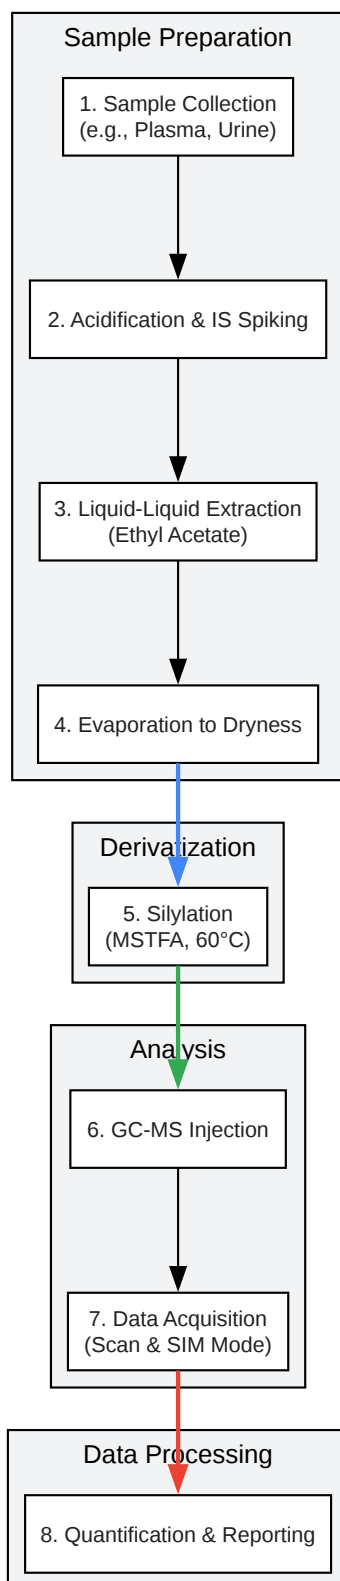 Sample Preparation
1. Sample Collection
(e.g., Plasma, Urine)
2. Acidification & IS Spiking
3. Liquid-Liquid Extraction
(Ethyl Acetate)
4. Evaporation to Dryness
Derivatization
5. Silylation
(MSTFA, 60°C)
Analysis
6. GC-MS Injection
7. Data Acquisition
(Scan & SIM Mode)
Data Processing
8. Quantification & Reporting